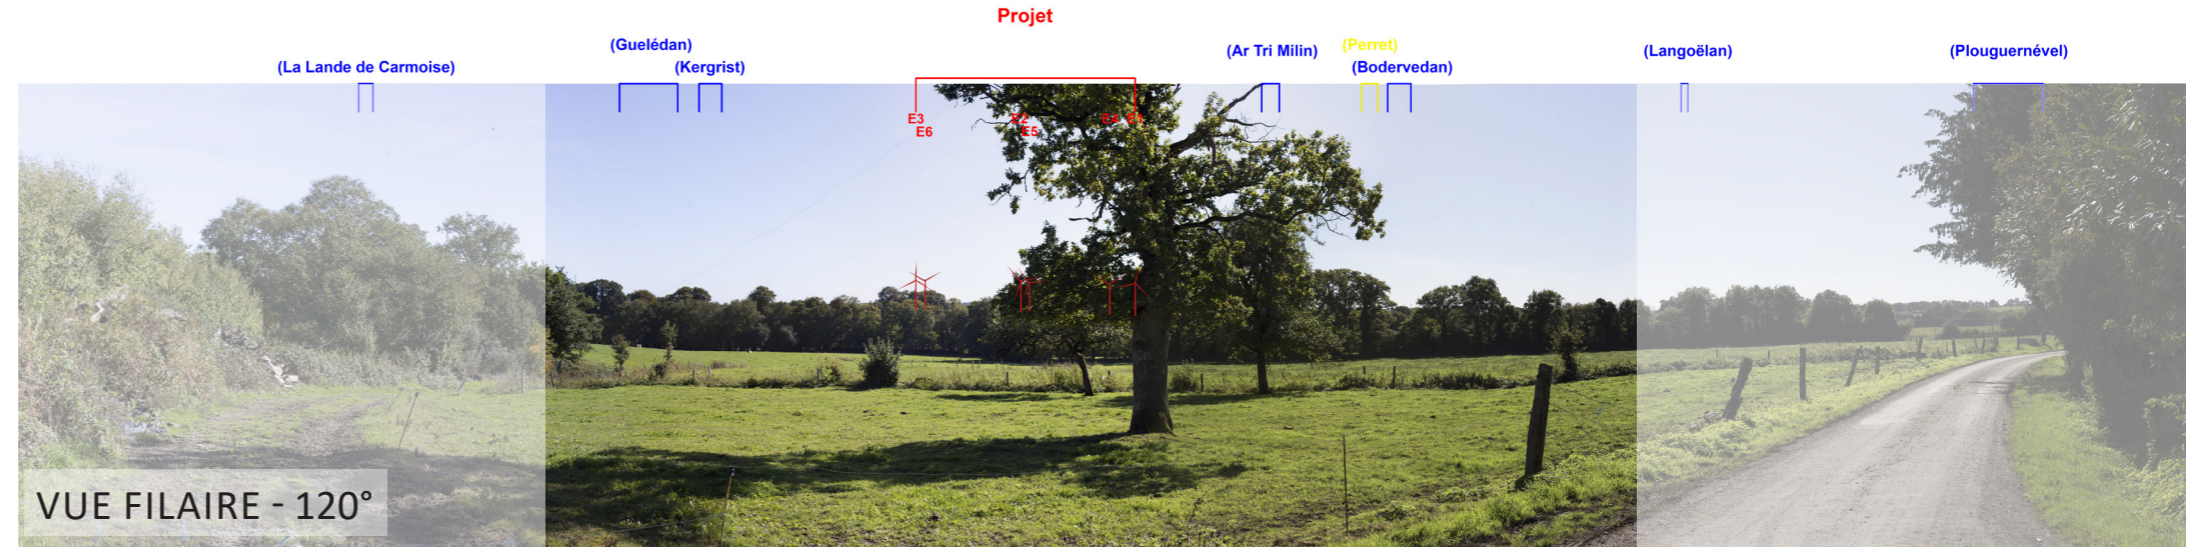 Projet
(Guelédan)
(Ar Tri Milin)
(Perret)
(Langoëlan)
(Plouguernével)
(La Lande de Carmoise)
(Kergrist)
(Bodervedan)
E3
E2
E4
E1
E6
E5
VUE FILAIRE - 120°